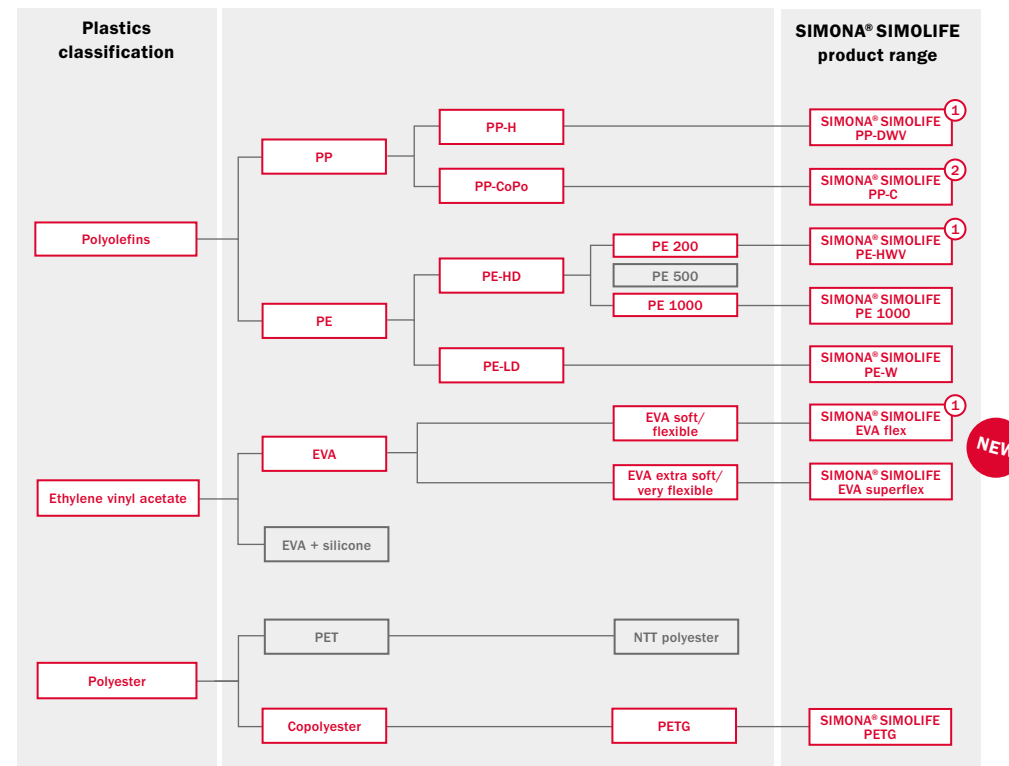 Plastics
classification
SIMONA® SIMOLIFE
product range
PP-H
SIMONA® SIMOLIFE
PP-DWV
1
PP
PP-CoPo
SIMONA® SIMOLIFE
PP-C
2
Polyolefins
PE 200
SIMONA® SIMOLIFE
PE-HWV
1
PE-HD
PE 500
PE 1000
SIMONA® SIMOLIFE
PE 1000
PE
PE-LD
SIMONA® SIMOLIFE
PE-W
EVA soft/
flexible
SIMONA® SIMOLIFE
EVA flex
1
NEW
EVA
EVA extra soft/
very flexible
SIMONA® SIMOLIFE
EVA superflex
Ethylene vinyl acetate
EVA + silicone
PET
NTT polyester
Polyester
Copolyester
PETG
SIMONA® SIMOLIFE
PETG